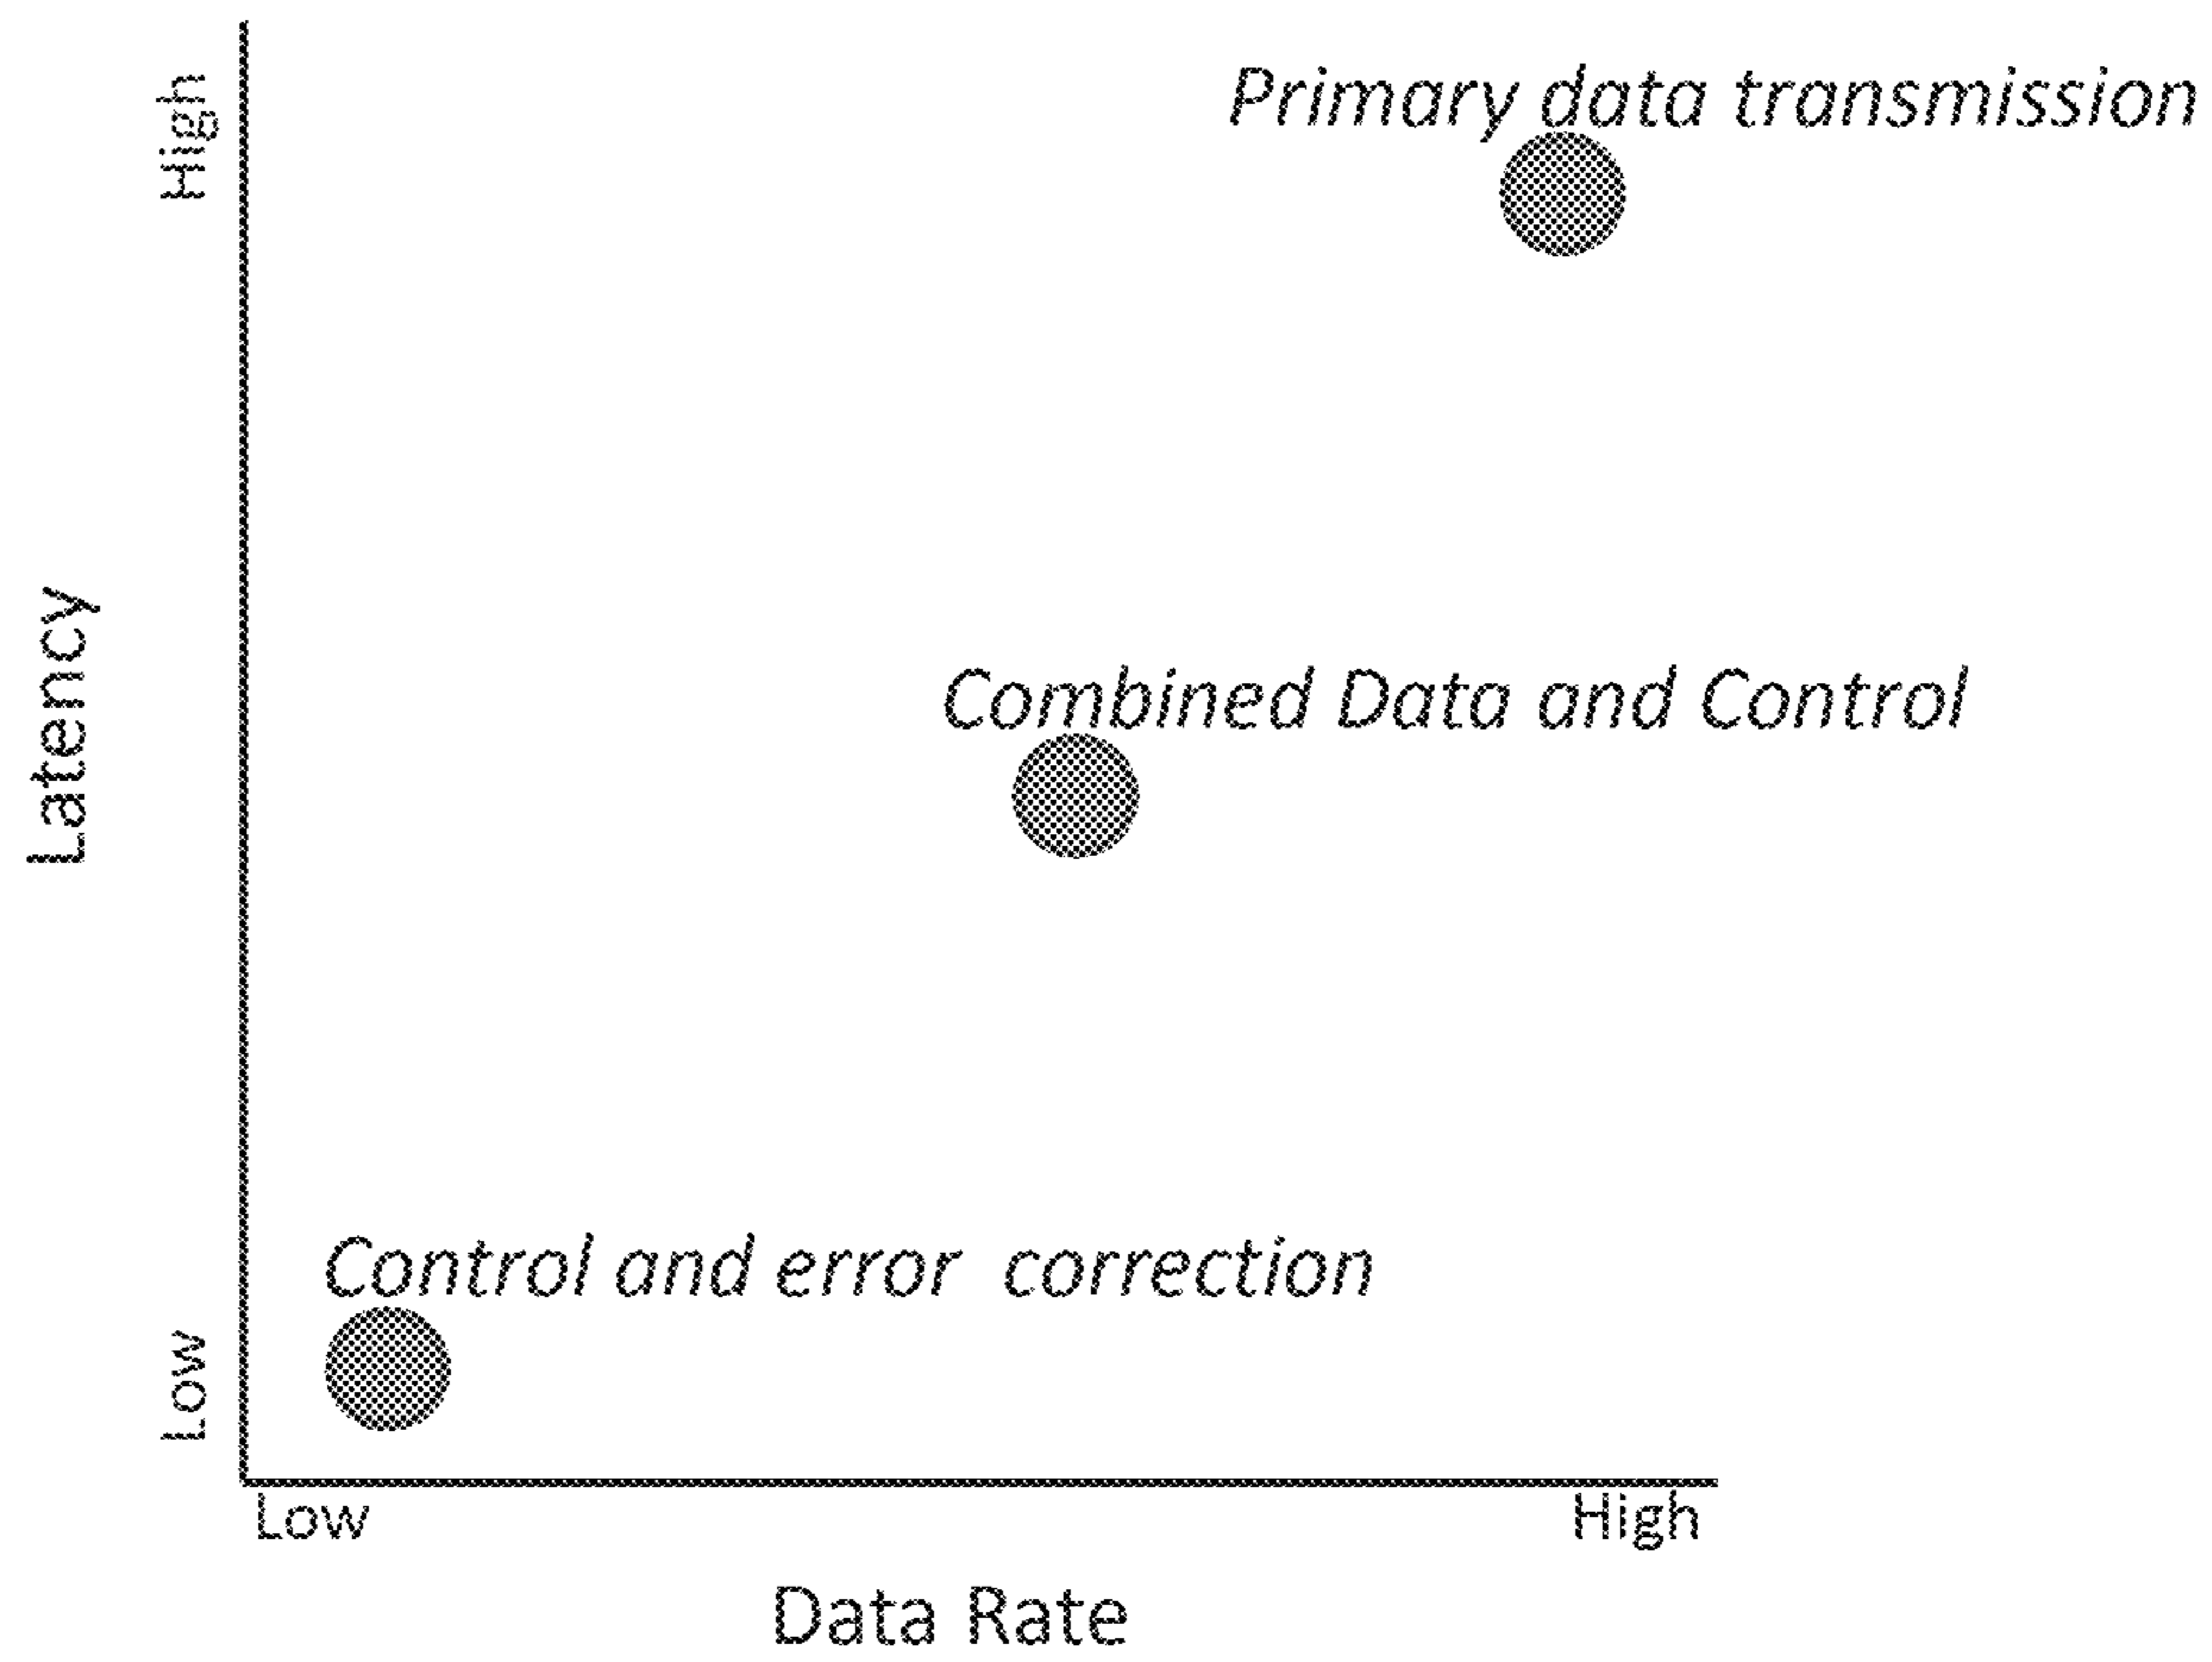 High
Primary data transmission
Latency
Combined Data and Control
Control and error correction
Low
Low
High
Data Rate